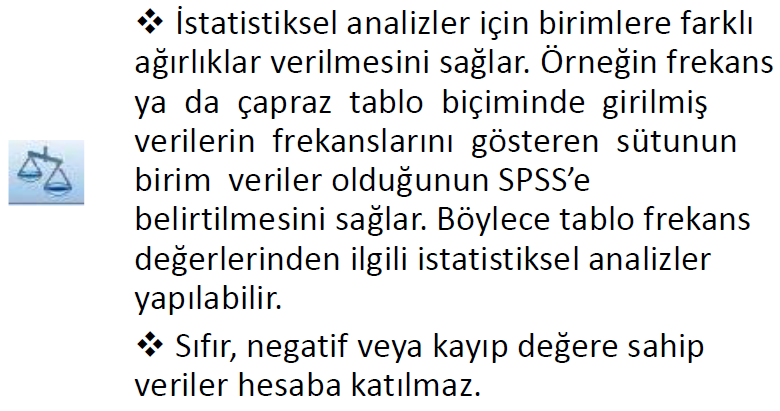 ❖ İstatistiksel analizler için birimlere farklı
ağırlıklar verilmesini sağlar. Örneğin frekans
ya da çapraz tablo biçiminde girilmiş
verilerin frekanslarını gösteren sütunun
birim veriler olduğunun SPSS’e
belirtilmesini sağlar. Böylece tablo frekans
değerlerinden ilgili istatistiksel analizler
yapılabilir.
❖ Sıfır, negatif veya kayıp değere sahip
veriler hesaba katılmaz.